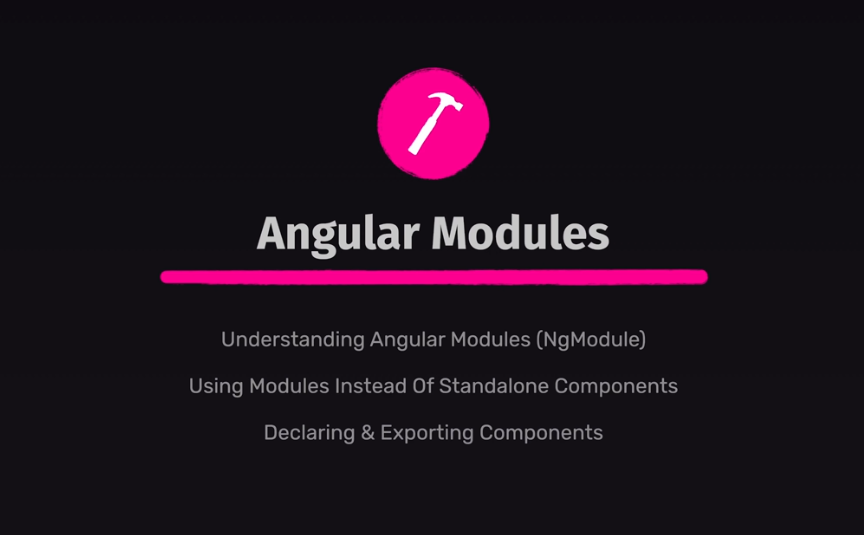 Angular Modules
Understanding Angular Modules (NgModule)
Using Modules Instead Of Standalone Components
Declaring & Exporting Components